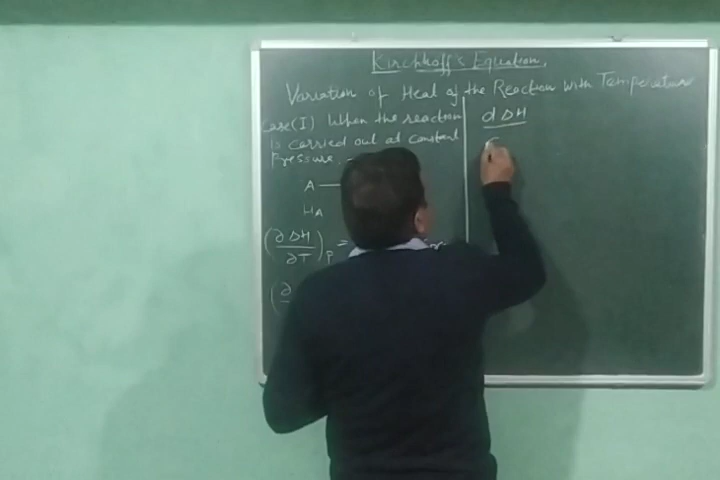 Kirchhoff's Equation,
Variation of Heat of the Reaction with Temperature
Case(I) When the reaction
is carried out at constant
Pressure. -
A —
HA
(∂ΔH/∂T)P =
(∂
dΔH